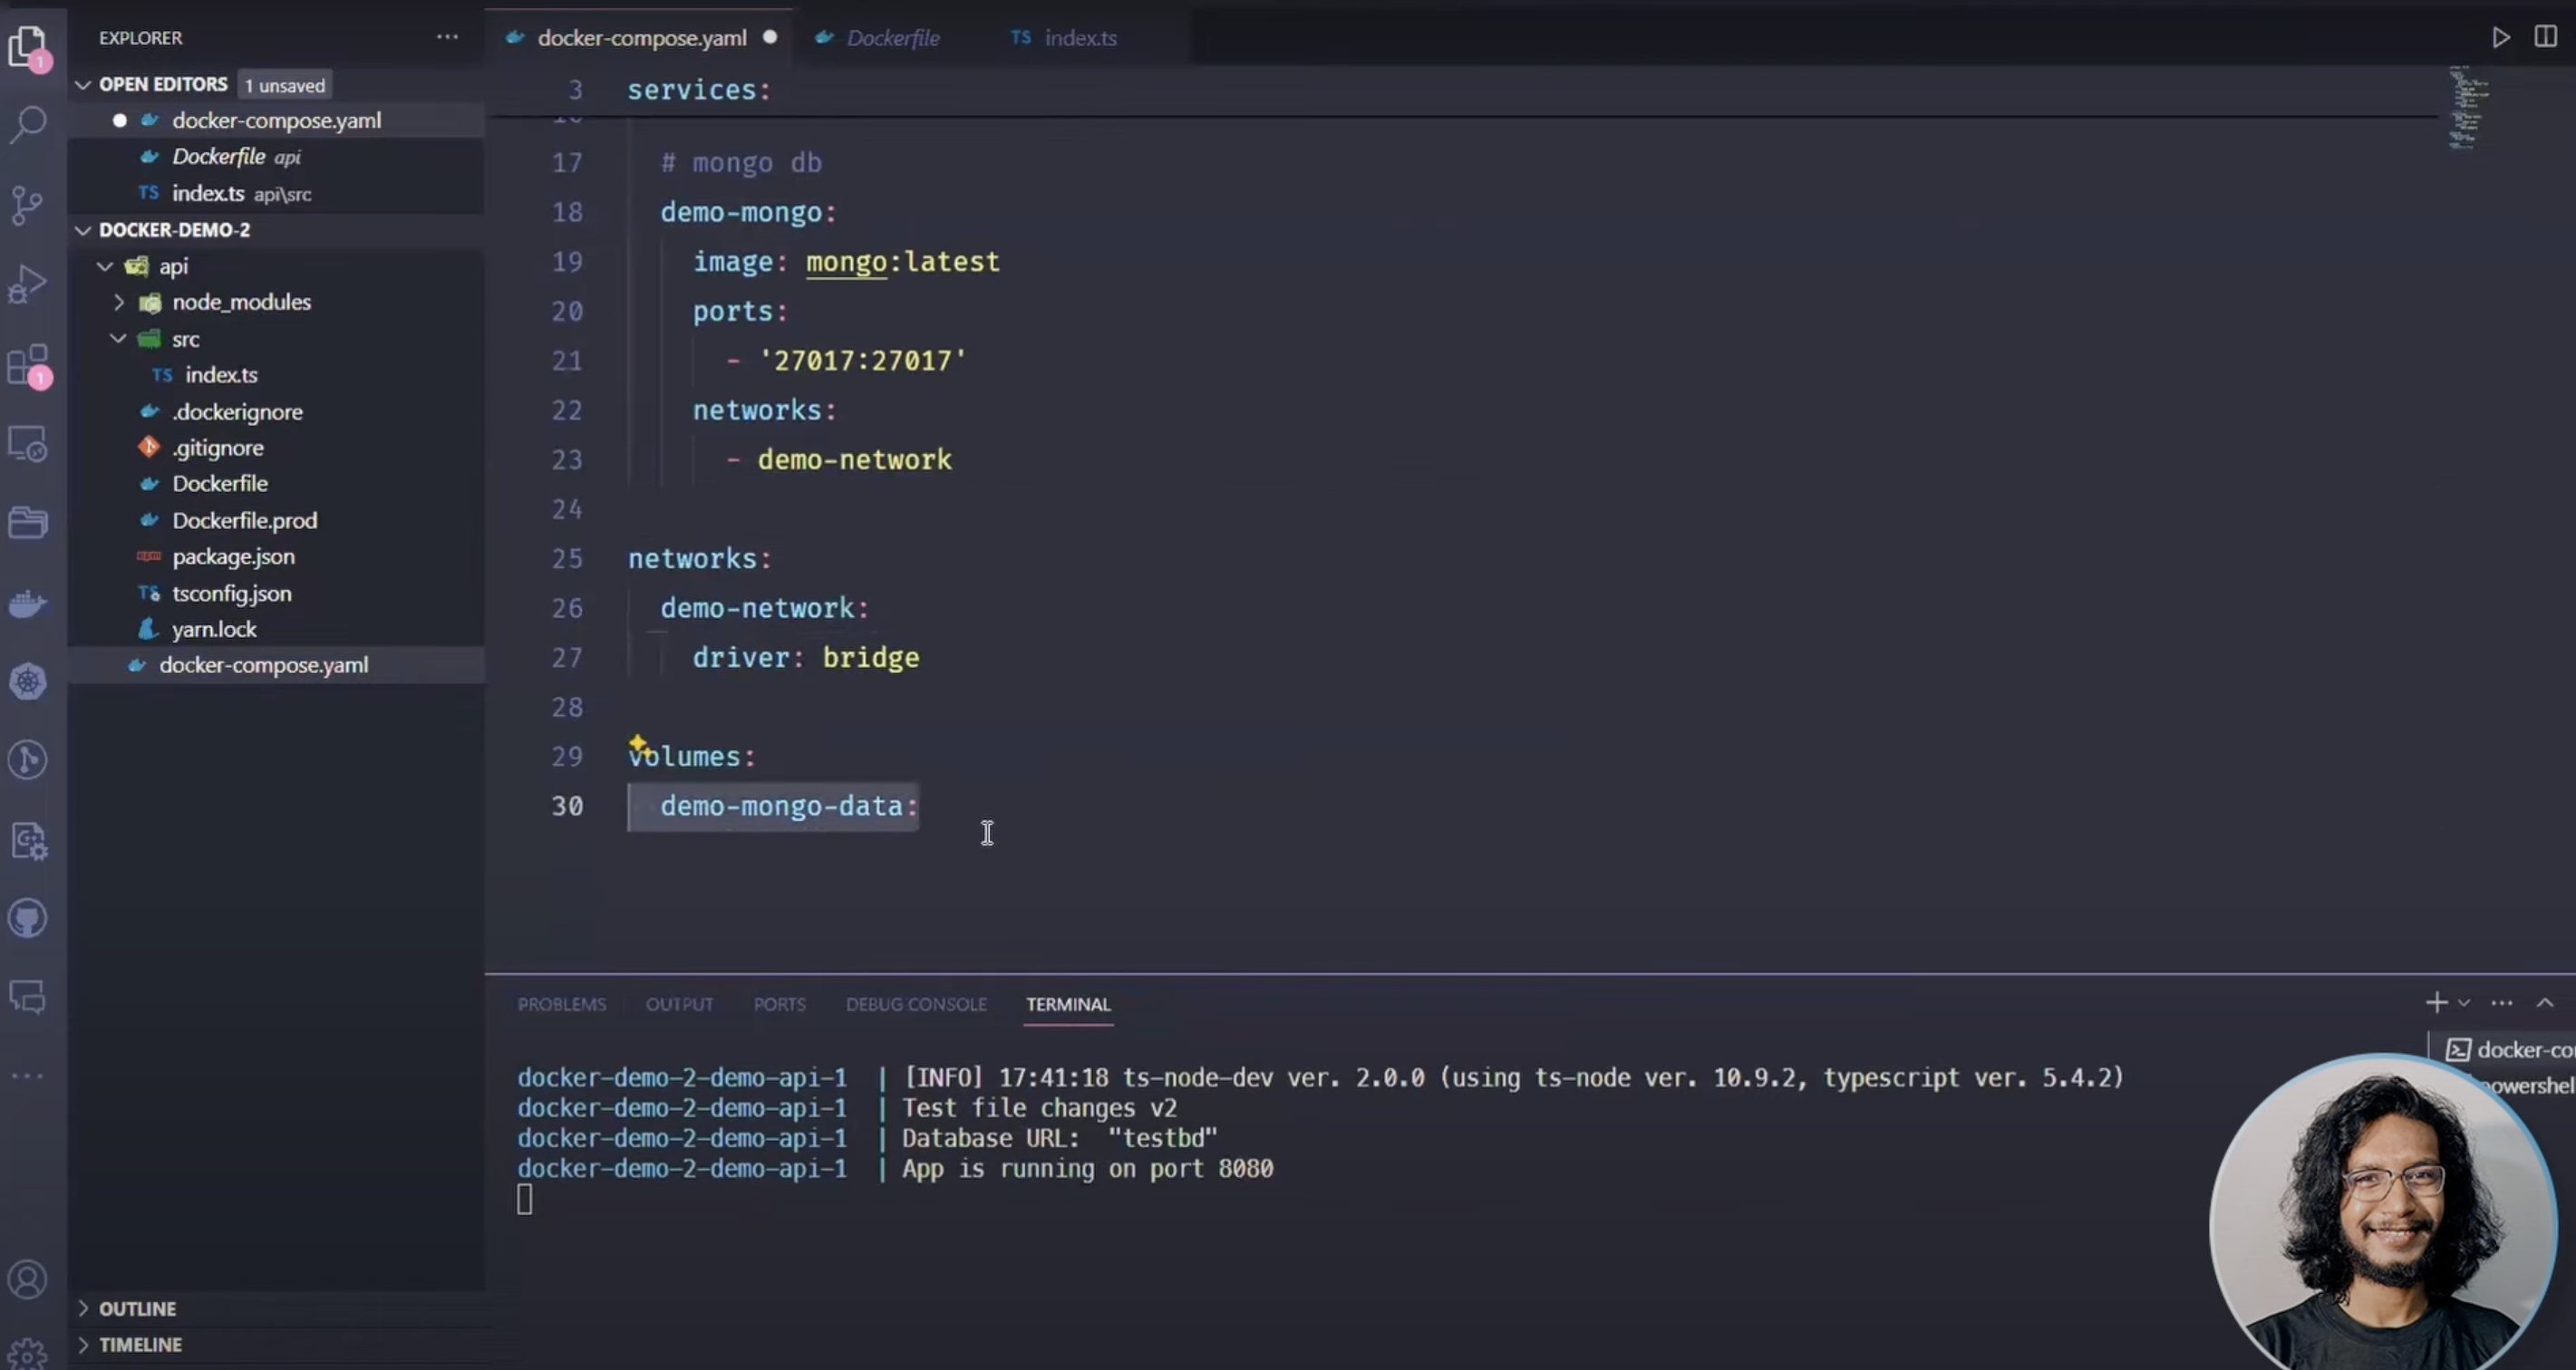 EXPLORER
OPEN EDITORS 1 unsaved
docker-compose.yaml
Dockerfile api
TS index.ts api\src
DOCKER-DEMO-2
api
node_modules
src
TS index.ts
.dockerignore
.gitignore
Dockerfile
Dockerfile.prod
package.json
TS tsconfig.json
yarn.lock
docker-compose.yaml
OUTLINE
TIMELINE
1
1
docker-compose.yaml Dockerfile TS index.ts
3 services:
17 # mongo db
18 demo-mongo:
19 image: mongo:latest
20 ports:
21 - '27017:27017'
22 networks:
23 - demo-network
24
25 networks:
26 demo-network:
27 driver: bridge
28
29 volumes:
30 demo-mongo-data:
PROBLEMS OUTPUT PORTS DEBUG CONSOLE TERMINAL
docker-demo-2-demo-api-1 | [INFO] 17:41:18 ts-node-dev ver. 2.0.0 (using ts-node ver. 10.9.2, typescript ver. 5.4.2)
docker-demo-2-demo-api-1 | Test file changes v2
docker-demo-2-demo-api-1 | Database URL: "testbd"
docker-demo-2-demo-api-1 | App is running on port 8080
docker-co
powershel